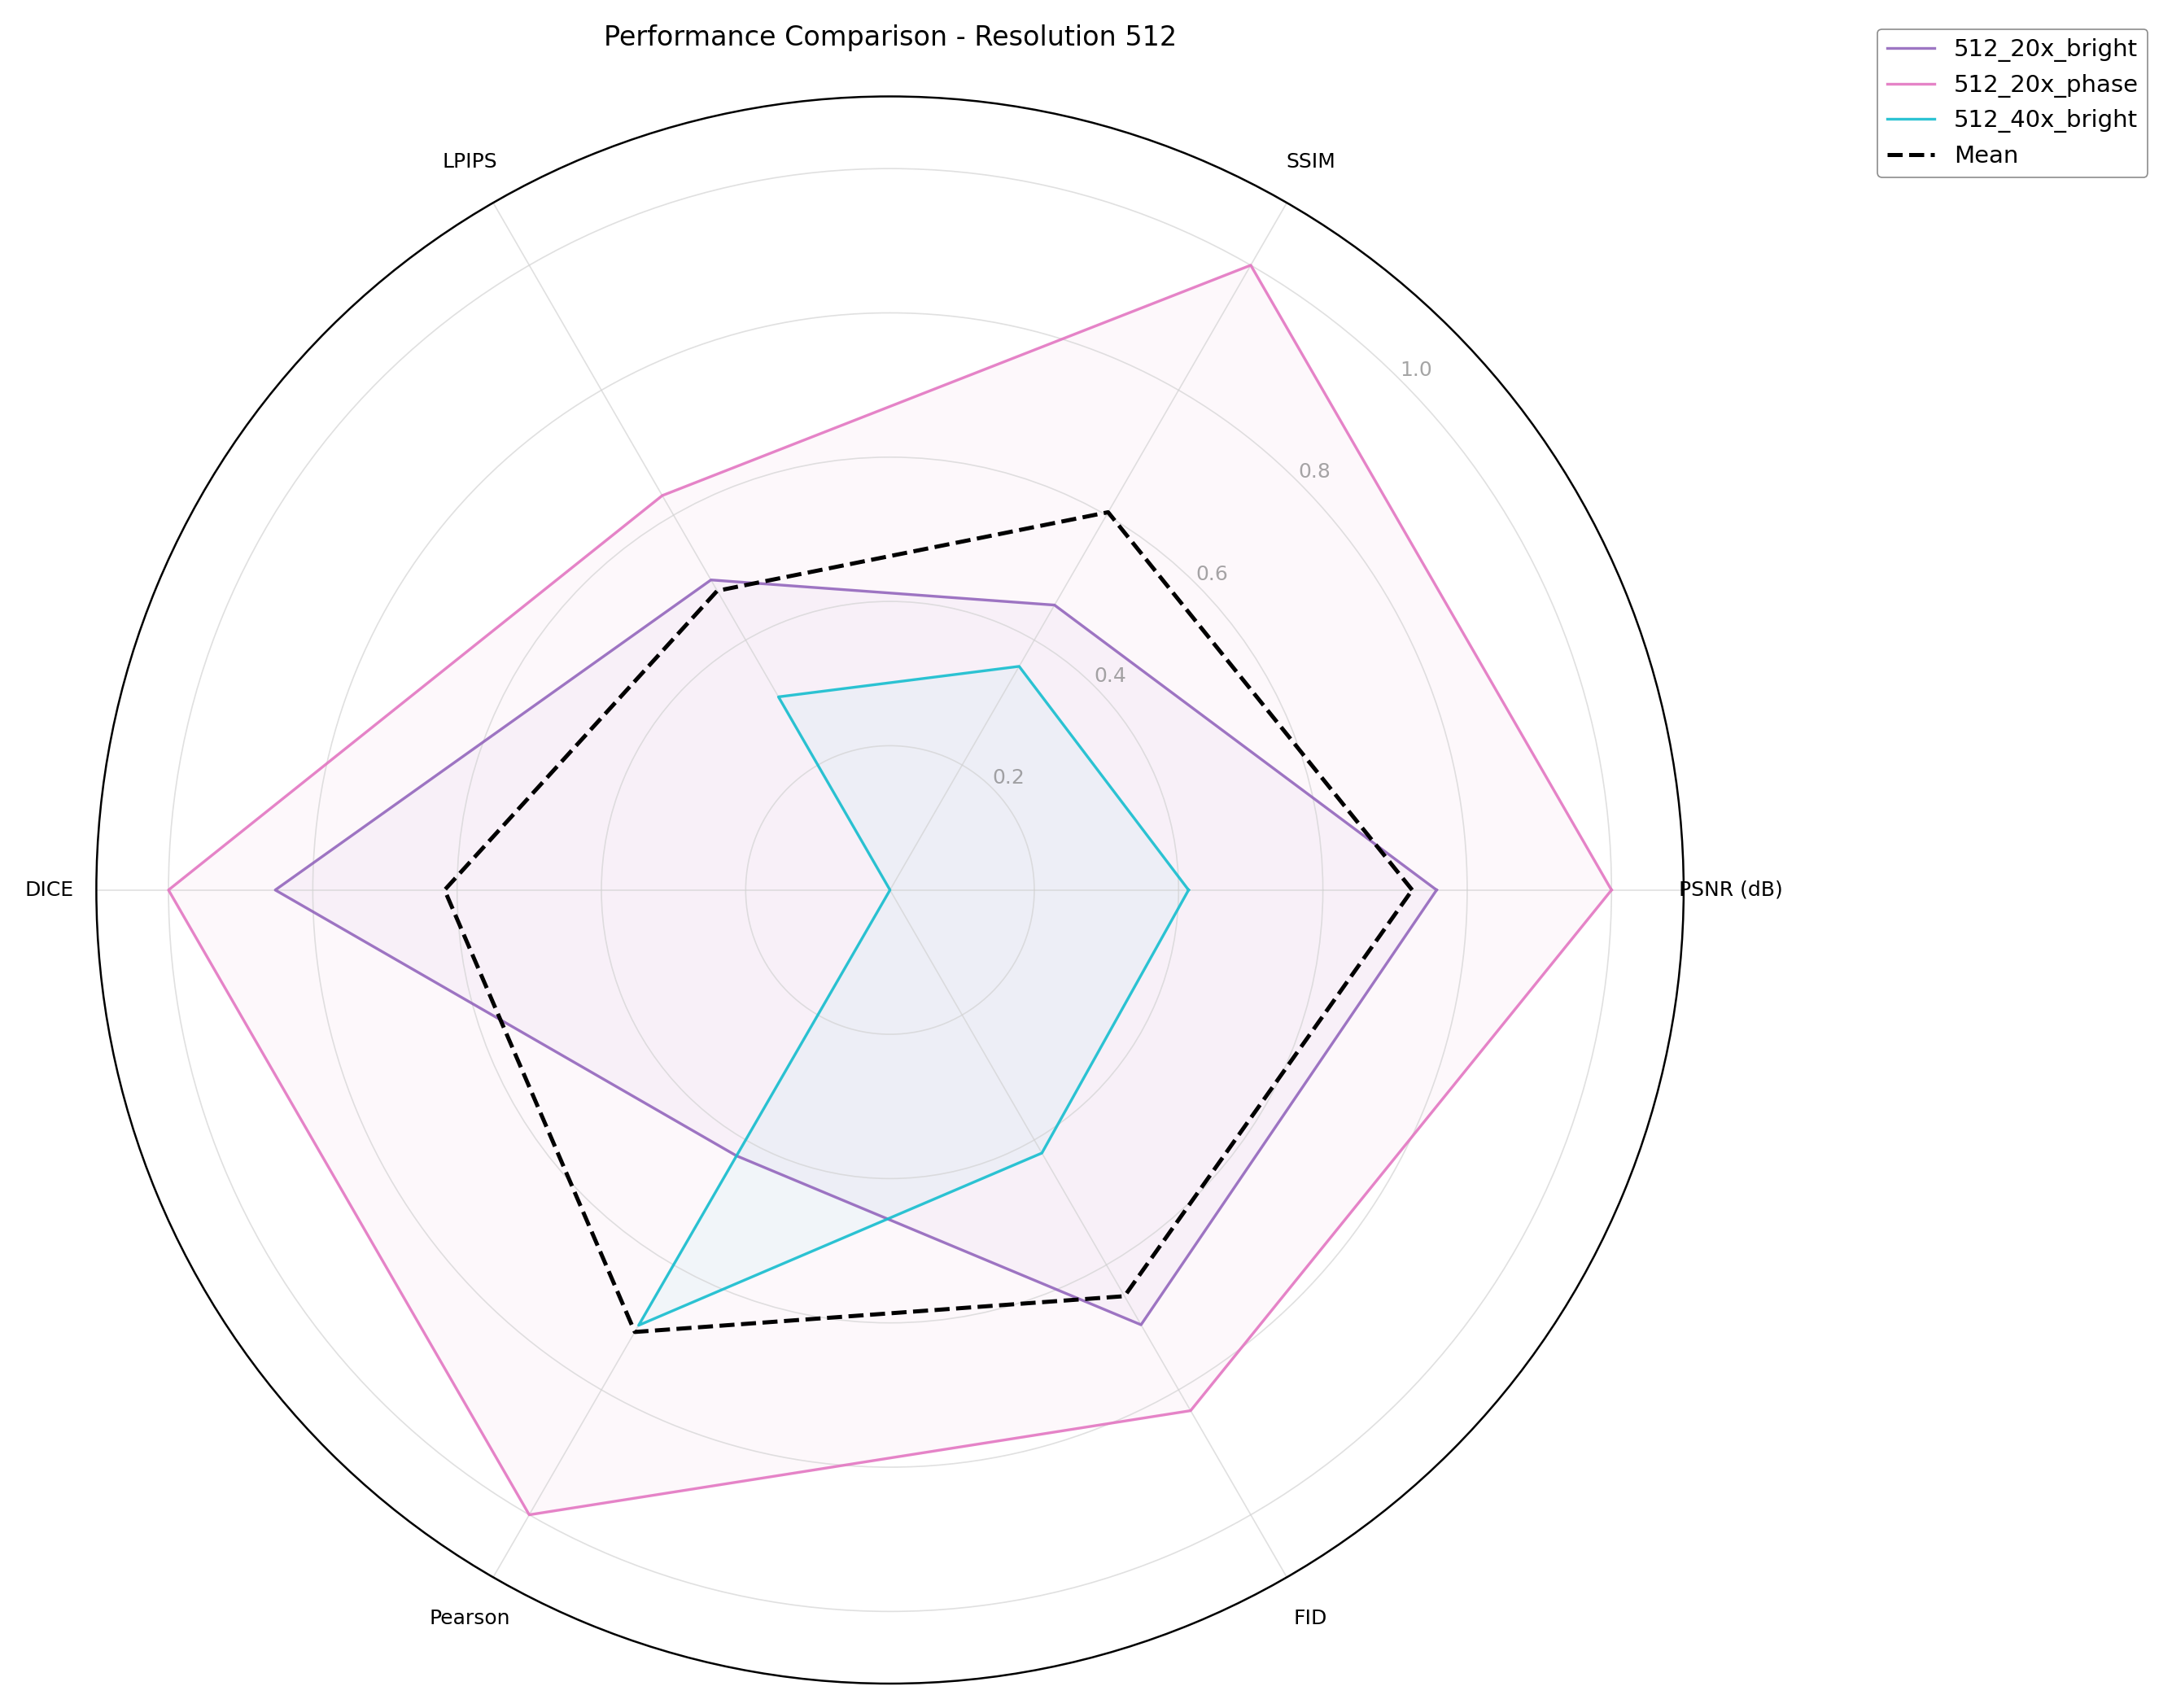 Performance Comparison - Resolution 512
512_20x_bright
512_20x_phase
512_40x_bright
Mean
LPIPS
SSIM
1.0
0.8
0.6
0.4
0.2
DICE
PSNR (dB)
Pearson
FID